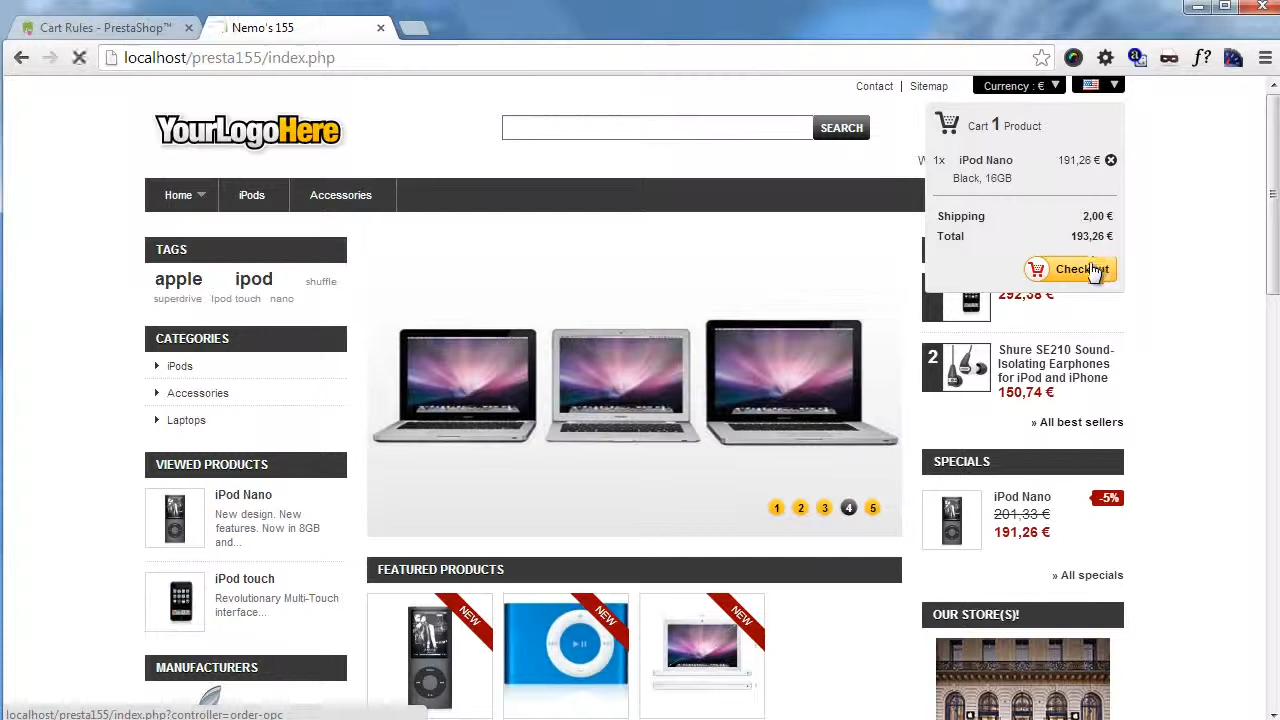 Cart Rules - PrestaShop™
Nemo's 155
localhost/presta155/index.php
f?
Contact | Sitemap
Currency : €
YourLogoHere
SEARCH
Cart 1 Product
1x iPod Nano 191,26 €
Black, 16GB
Shipping 2,00 €
Total 193,26 €
Checkout
Home
iPods
Accessories
TAGS
apple ipod shuffle
superdrive Ipod touch nano
CATEGORIES
iPods
Accessories
Laptops
VIEWED PRODUCTS
iPod Nano
New design. New
features. Now in 8GB
and...
iPod touch
Revolutionary Multi-Touch
interface...
MANUFACTURERS
1 2 3 4 5
FEATURED PRODUCTS
NEW
NEW
NEW
292,38 €
2
Shure SE210 Sound-
Isolating Earphones
for iPod and iPhone
150,74 €
» All best sellers
SPECIALS
iPod Nano -5%
201,33 €
191,26 €
» All specials
OUR STORE(S)!
localhost/presta155/index.php?controller=order-opc